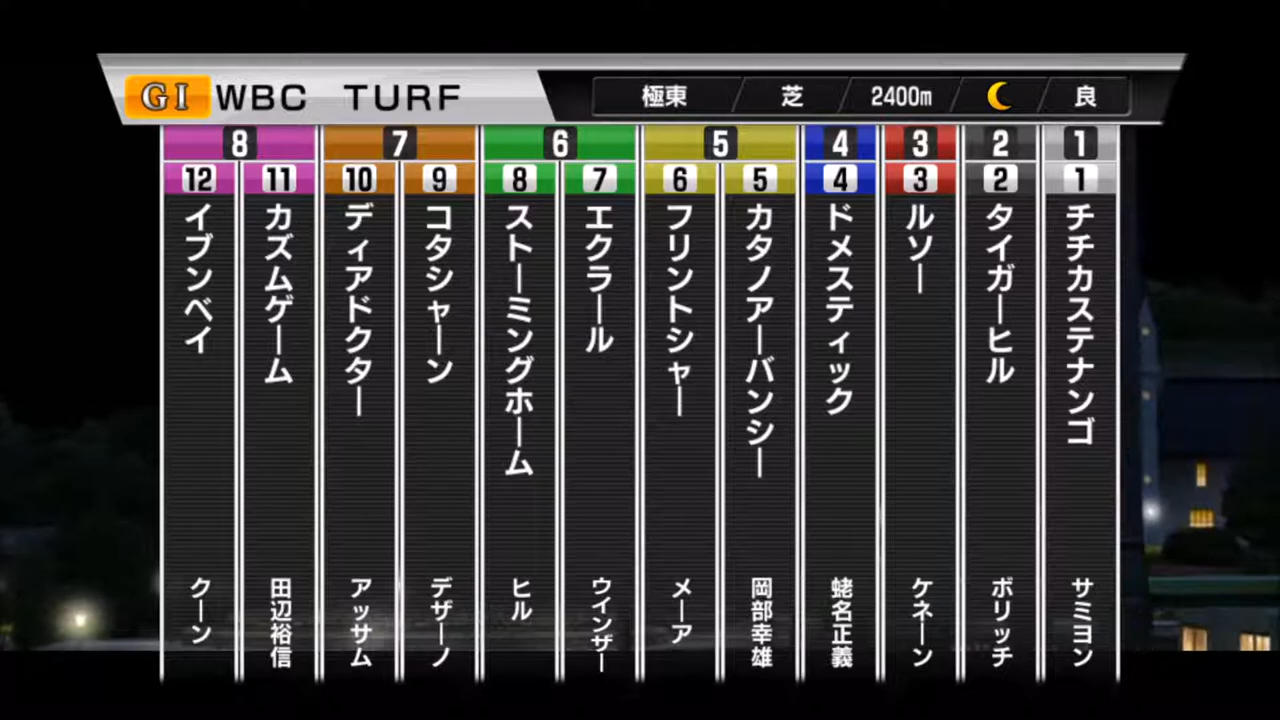 GI WBC TURF 極東 芝 2400m 良
8 7 6 5 4 3 2 1
12 11 10 9 8 7 6 5 4 3 2 1
チチカステナンゴ
サミヨン
タイガーヒル
ボリッチ
ルソー
ケネーン
ドメスティック
蛯名正義
カタノアーバンシー
岡部幸雄
フリントシャー
メーア
エクラール
ウィンザー
ストーミングホーム
ヒル
コタシャーン
デザーノ
ディアドクター
アッサム
カズムゲーム
田辺裕信
イブンベイ
クーン